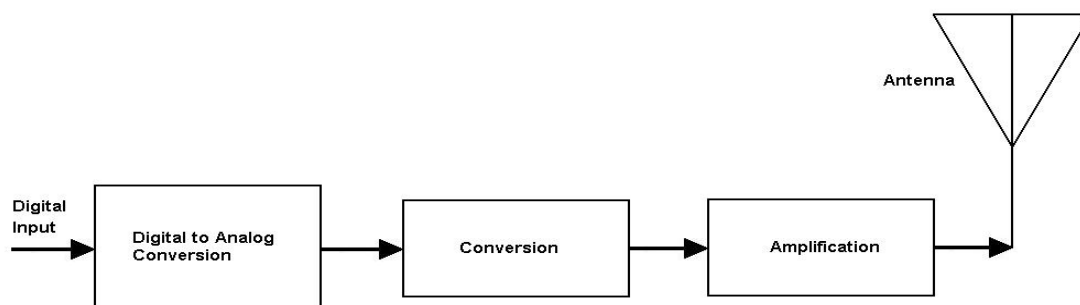 Antenna
Digital
Input
Digital to Analog
Conversion
Conversion
Amplification